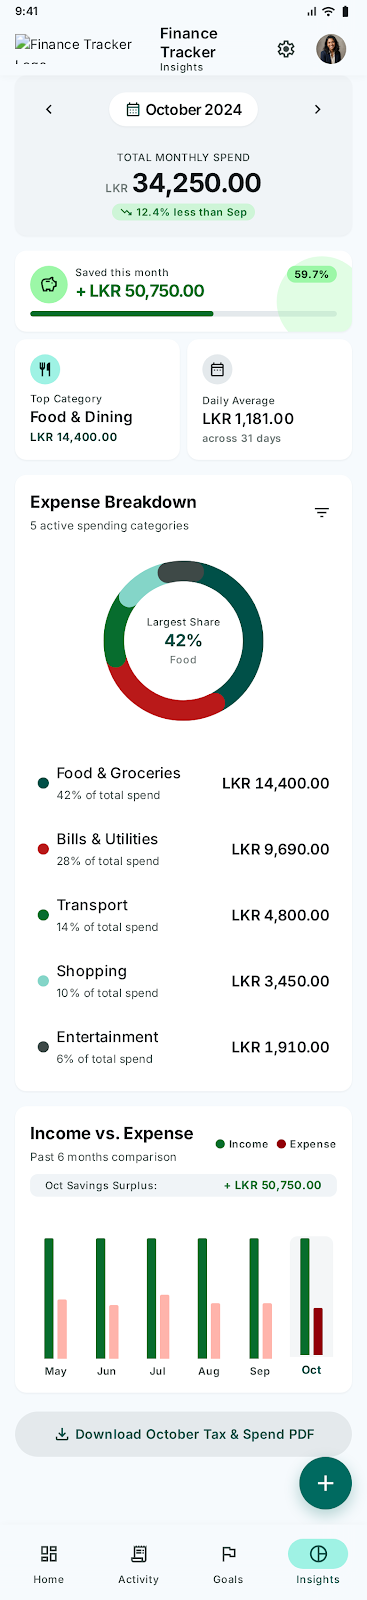 9:41
Finance Tracker
Finance
Tracker
Insights
October 2024
TOTAL MONTHLY SPEND
LKR 34,250.00
12.4% less than Sep
Saved this month
59.7%
+ LKR 50,750.00
Top Category
Food & Dining
LKR 14,400.00
Daily Average
LKR 1,181.00
across 31 days
Expense Breakdown
5 active spending categories
Largest Share
42%
Food
Food & Groceries
LKR 14,400.00
42% of total spend
Bills & Utilities
LKR 9,690.00
28% of total spend
Transport
LKR 4,800.00
14% of total spend
Shopping
LKR 3,450.00
10% of total spend
Entertainment
LKR 1,910.00
6% of total spend
Income vs. Expense
Past 6 months comparison
Income Expense
Oct Savings Surplus: + LKR 50,750.00
May Jun Jul Aug Sep Oct
Download October Tax & Spend PDF
Home Activity Goals Insights